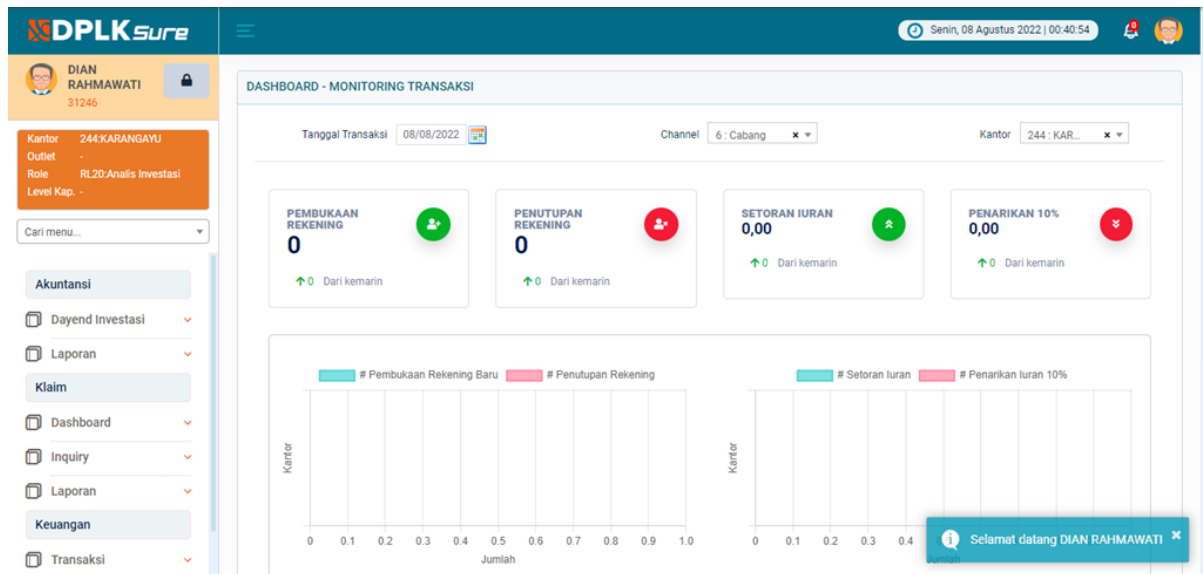 DPLKSure
Senin, 08 Agustus 2022 | 00:40:54
DIAN
RAHMAWATI
31246
Kantor 244:KARANGAYU
Outlet -
Role RL20:Analis Investasi
Level Kap. -
Cari menu...
Akuntansi
Dayend Investasi
Laporan
Klaim
Dashboard
Inquiry
Laporan
Keuangan
Transaksi
DASHBOARD - MONITORING TRANSAKSI
Tanggal Transaksi 08/08/2022 Channel 6 : Cabang x Kantor 244 : KAR... x
PEMBUKAAN
REKENING
0
0 Dari kemarin
PENUTUPAN
REKENING
0
0 Dari kemarin
SETORAN IURAN
0,00
0 Dari kemarin
PENARIKAN 10%
0,00
0 Dari kemarin
# Pembukaan Rekening Baru # Penutupan Rekening
Kantor
0 0.1 0.2 0.3 0.4 0.5 0.6 0.7 0.8 0.9 1.0
Jumlah
# Setoran Iuran # Penarikan Iuran 10%
Kantor
0 0.1 0.2 0.3 0.4
Jumlah
Selamat datang DIAN RAHMAWATI x